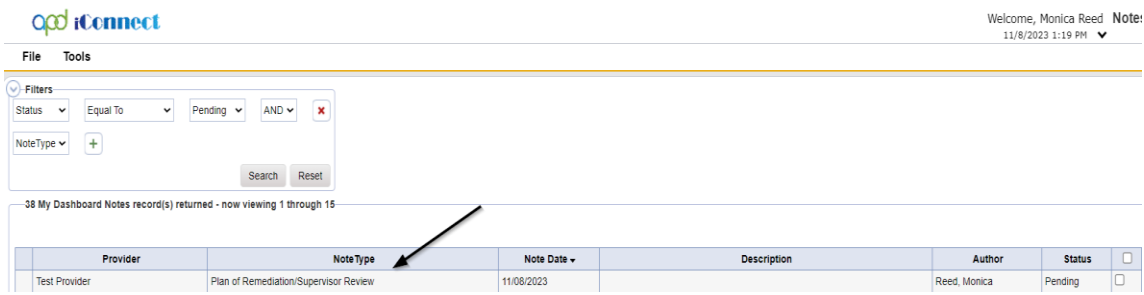 apd iConnect
Welcome, Monica Reed Notes
11/8/2023 1:19 PM
File Tools
Filters
Status Equal To Pending AND
NoteType
Search Reset
38 My Dashboard Notes record(s) returned - now viewing 1 through 15
Provider NoteType Note Date Description Author Status
Test Provider Plan of Remediation/Supervisor Review 11/08/2023 Reed, Monica Pending